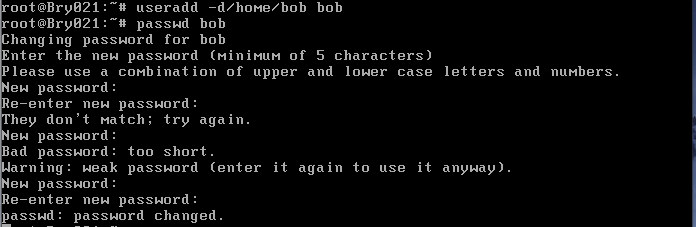 root@Bry021:~# useradd -d/home/bob bob
root@Bry021:~# passwd bob
Changing password for bob
Enter the new password (minimum of 5 characters)
Please use a combination of upper and lower case letters and numbers.
New password:
Re-enter new password:
They don't match; try again.
New password:
Bad password: too short.
Warning: weak password (enter it again to use it anyway).
New password:
Re-enter new password:
passwd: password changed.
root@Bry021:~#